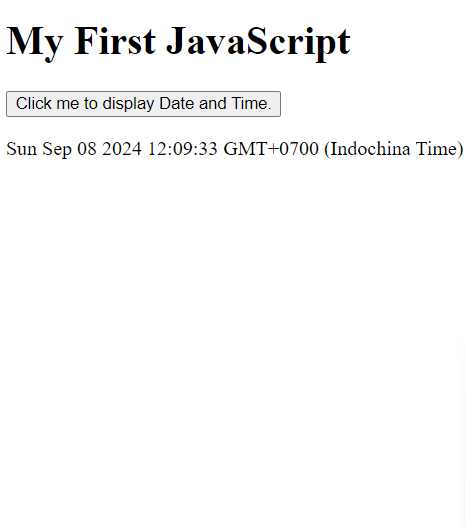 My First JavaScript
Click me to display Date and Time.
Sun Sep 08 2024 12:09:33 GMT+0700 (Indochina Time)